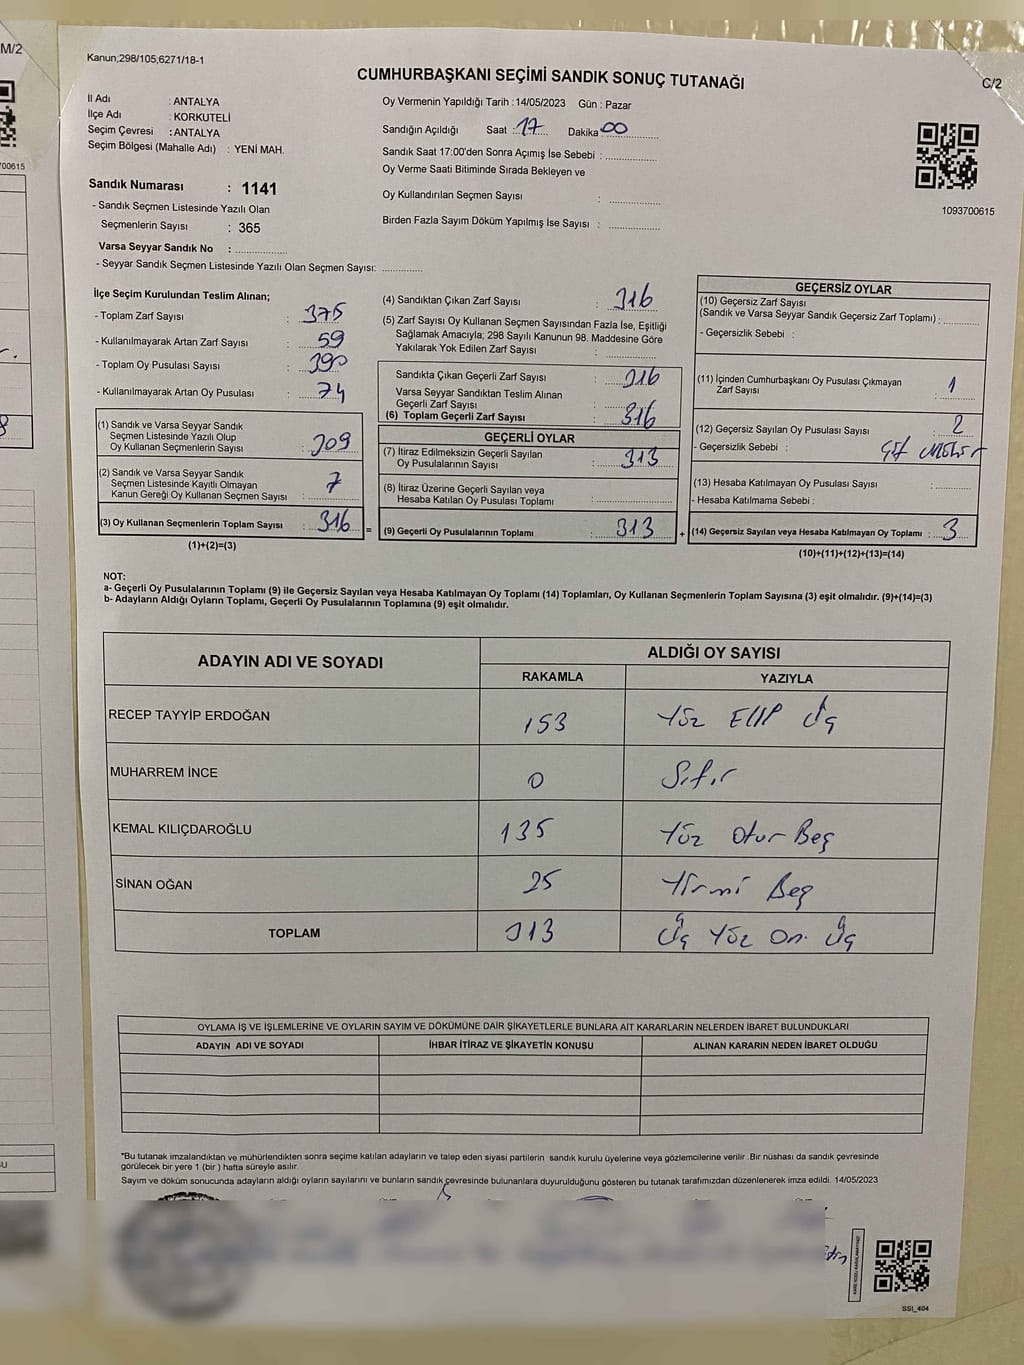 M/2
Kanun;298/105;6271/18-1
CUMHURBAŞKANI SEÇİMİ SANDIK SONUÇ TUTANAĞI
C/2
İl Adı : ANTALYA
İlçe Adı : KORKUTELİ
Seçim Çevresi : ANTALYA
Seçim Bölgesi (Mahalle Adı) : YENİ MAH.
Oy Vermenin Yapıldığı Tarih :14/05/2023 Gün : Pazar
Sandığın Açıldığı Saat : 17 Dakika 00
Sandık Saat 17:00'den Sonra Açımış İse Sebebi :
Oy Verme Saati Bitiminde Sırada Bekleyen ve
Oy Kullandırılan Seçmen Sayısı :
Birden Fazla Sayım Döküm Yapılmış İse Sayısı :
1093700615
Sandık Numarası : 1141
- Sandık Seçmen Listesinde Yazılı Olan
Seçmenlerin Sayısı : 365
Varsa Seyyar Sandık No :
- Seyyar Sandık Seçmen Listesinde Yazılı Olan Seçmen Sayısı:
İlçe Seçim Kurulundan Teslim Alınan;
- Toplam Zarf Sayısı : 375
- Kullanılmayarak Artan Zarf Sayısı : 59
- Toplam Oy Pusulası Sayısı : 390
- Kullanılmayarak Artan Oy Pusulası : 74
(1) Sandık ve Varsa Seyyar Sandık
Seçmen Listesinde Yazılı Olup
Oy Kullanan Seçmenlerin Sayısı : 309
(2) Sandık ve Varsa Seyyar Sandık
Seçmen Listesinde Kayıtlı Olmayan
Kanun Gereği Oy Kullanan Seçmen Sayısı : 7
(3) Oy Kullanan Seçmenlerin Toplam Sayısı : 316
(1)+(2)=(3)
(4) Sandıktan Çıkan Zarf Sayısı : 316
(5) Zarf Sayısı Oy Kullanan Seçmen Sayısından Fazla İse, Eşitliği
Sağlamak Amacıyla; 298 Sayılı Kanunun 98. Maddesine Göre
Yakılarak Yok Edilen Zarf Sayısı :
Sandıkta Çıkan Geçerli Zarf Sayısı : 316
Varsa Seyyar Sandıktan Teslim Alınan
Geçerli Zarf Sayısı :
(6) Toplam Geçerli Zarf Sayısı : 316
GEÇERLİ OYLAR
(7) İtiraz Edilmeksizin Geçerli Sayılan
Oy Pusulalarının Sayısı : 313
(8) İtiraz Üzerine Geçerli Sayılan veya
Hesaba Katılan Oy Pusulası Toplamı :
= (9) Geçerli Oy Pusulalarının Toplamı : 313 +
GEÇERSİZ OYLAR
(10) Geçersiz Zarf Sayısı
(Sandık ve Varsa Seyyar Sandık Geçersiz Zarf Toplamı) :
- Geçersizlik Sebebi :
(11) İçinden Cumhurbaşkanı Oy Pusulası Çıkmayan
Zarf Sayısı : 1
(12) Geçersiz Sayılan Oy Pusulası Sayısı : 2
- Geçersizlik Sebebi :
(13) Hesaba Katılmayan Oy Pusulası Sayısı :
- Hesaba Katılmama Sebebi :
(14) Geçersiz Sayılan veya Hesaba Katılmayan Oy Toplamı : 3
(10)+(11)+(12)+(13)=(14)
NOT:
a- Geçerli Oy Pusulalarının Toplamı (9) ile Geçersiz Sayılan veya Hesaba Katılmayan Oy Toplamı (14) Toplamları, Oy Kullanan Seçmenlerin Toplam Sayısına (3) eşit olmalıdır. (9)+(14)=(3)
b- Adayların Aldığı Oyların Toplamı, Geçerli Oy Pusulalarının Toplamına (9) eşit olmalıdır.
ADAYIN ADI VE SOYADI
ALDIĞI OY SAYISI
RAKAMLA YAZIYLA
RECEP TAYYİP ERDOĞAN 153 Yüz Elli Üç
MUHARREM İNCE 0 Sıfır
KEMAL KILIÇDAROĞLU 135 Yüz Otuz Beş
SİNAN OĞAN 25 Yirmi Beş
TOPLAM 313 Üç Yüz On Üç
OYLAMA İŞ VE İŞLEMLERİNE VE OYLARIN SAYIM VE DÖKÜMÜNE DAİR ŞİKAYETLERLE BUNLARA AİT KARARLARIN NELERDEN İBARET BULUNDUKLARI
ADAYIN ADI VE SOYADI İHBAR İTİRAZ VE ŞİKAYETİN KONUSU ALINAN KARARIN NEDEN İBARET OLDUĞU
*Bu tutanak imzalandıktan ve mühürlendikten sonra seçime katılan adayların ve talep eden siyasi partilerin sandık kurulu üyelerine veya gözlemcilerine verilir .Bir nüshası da sandık çevresinde
görülecek bir yere 1 (bir ) hafta süreyle asılır.
Sayım ve döküm sonucunda adayların aldığı oyların sayılarını ve bunların sandık çevresinde bulunanlara duyurulduğunu gösteren bu tutanak tarafımızdan düzenlenerek imza edildi. 14/05/2023
SSI_404